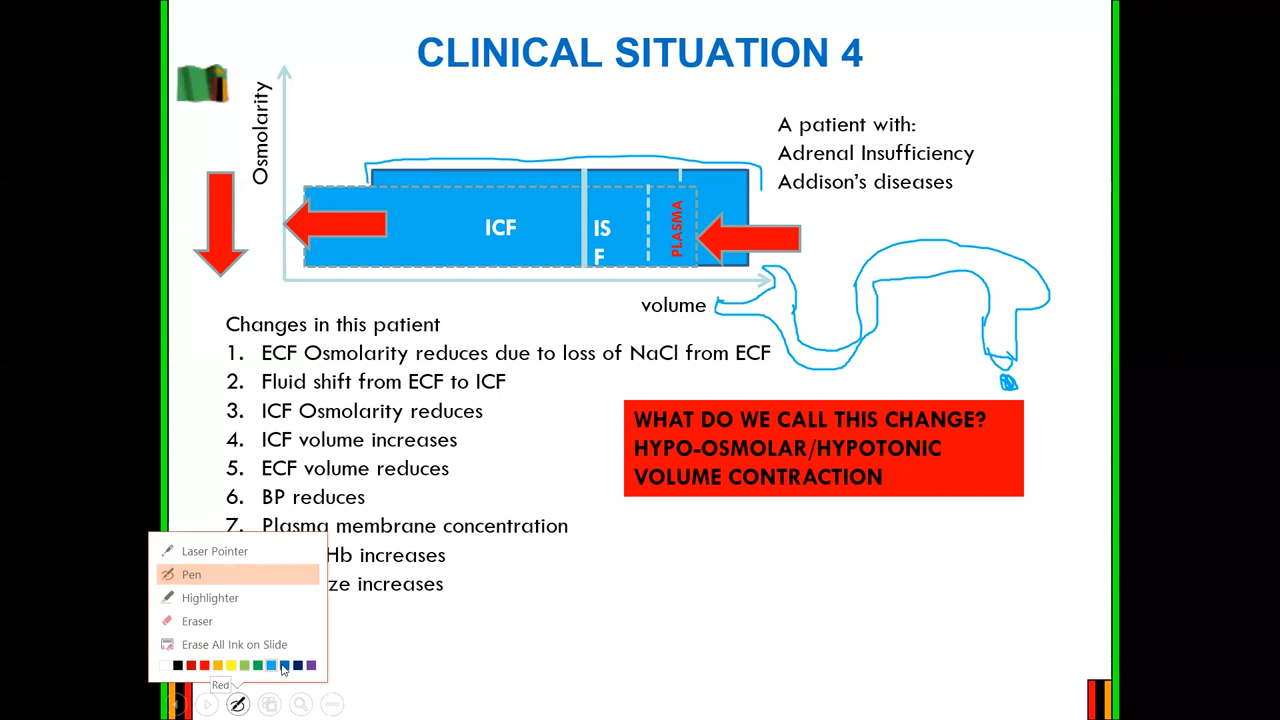 CLINICAL SITUATION 4
Osmolarity
A patient with:
Adrenal Insufficiency
Addison's diseases
ICF
IS
F
PLASMA
volume
Changes in this patient
1. ECF Osmolarity reduces due to loss of NaCl from ECF
2. Fluid shift from ECF to ICF
3. ICF Osmolarity reduces
4. ICF volume increases
5. ECF volume reduces
6. BP reduces
7. Plasma membrane concentration
Hb increases
ze increases
WHAT DO WE CALL THIS CHANGE?
HYPO-OSMOLAR/HYPOTONIC
VOLUME CONTRACTION
Laser Pointer
Pen
Highlighter
Eraser
Erase All Ink on Slide
Red